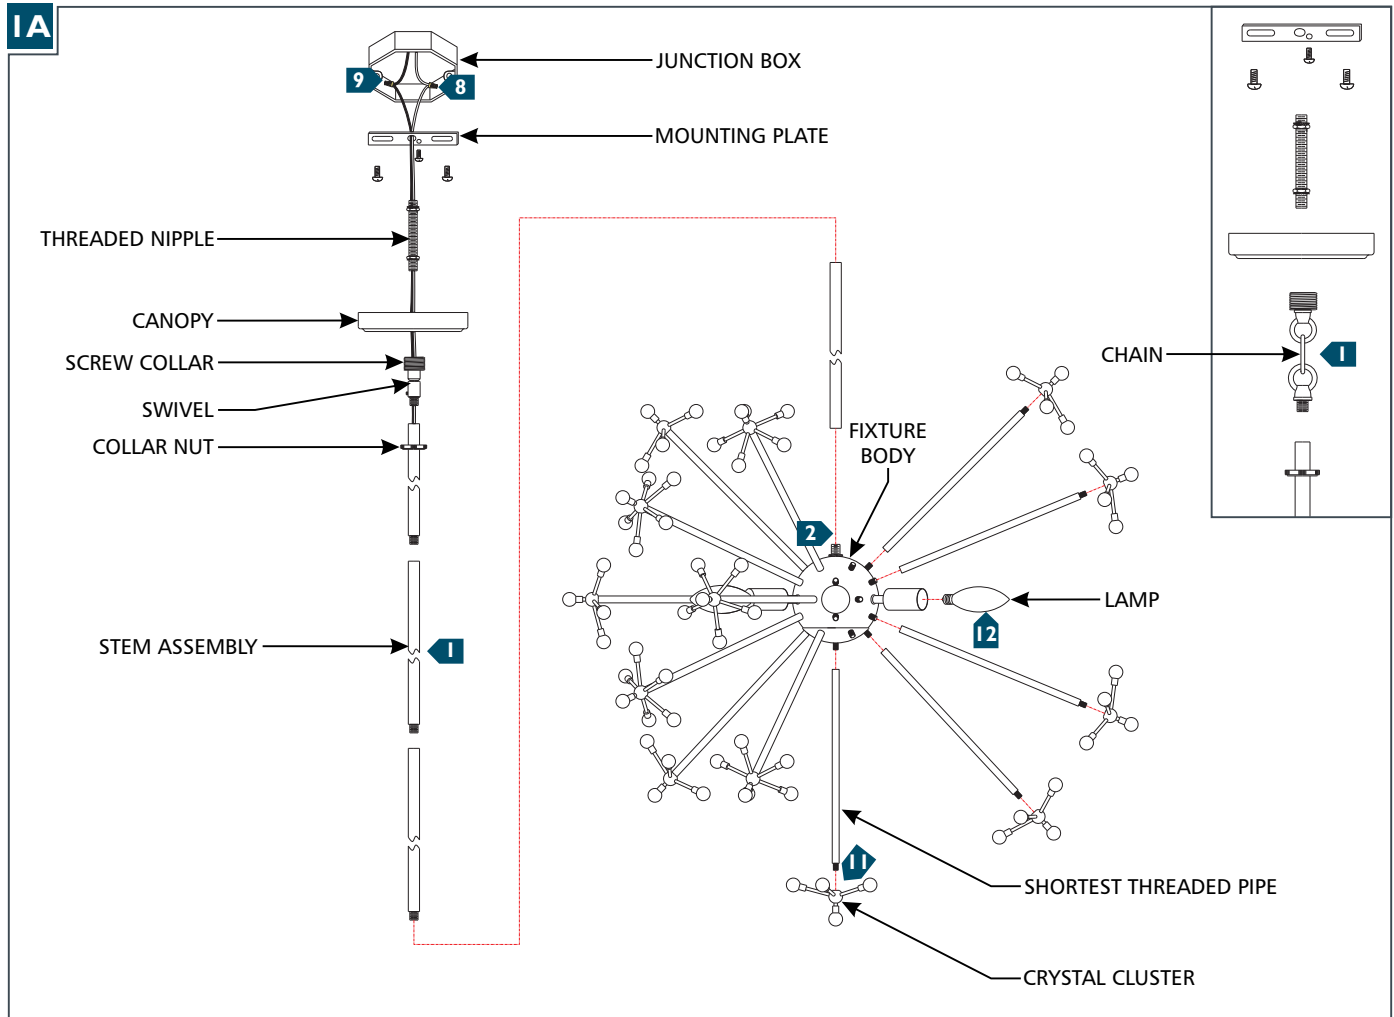 1A
JUNCTION BOX
9
8
MOUNTING PLATE
THREADED NIPPLE
CANOPY
SCREW COLLAR
SWIVEL
COLLAR NUT
STEM ASSEMBLY
1
FIXTURE
BODY
2
CHAIN
1
LAMP
12
11
SHORTEST THREADED PIPE
CRYSTAL CLUSTER